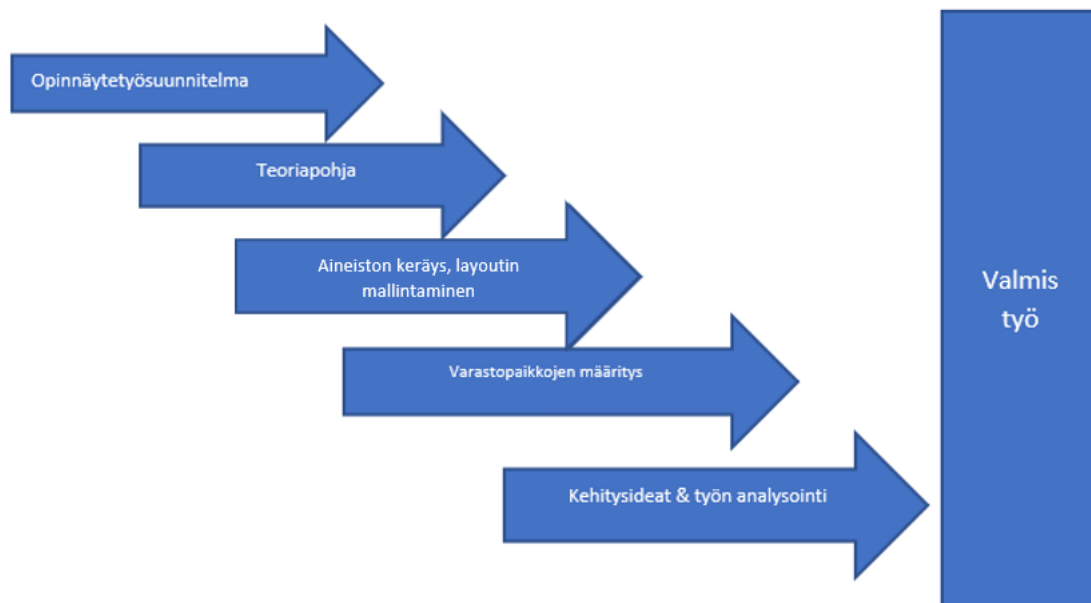 Opinnäytetyösuunnitelma
Teoriapohja
Aineiston keräys, layoutin
mallintaminen
Varastopaikkojen määritys
Kehitysideat & työn analysointi
Valmis
työ